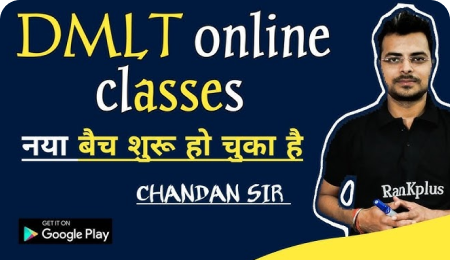 DMLT online
classes
नया बैच शुरू हो चुका है
CHANDAN SIR
RanKplus
GET IT ON
Google Play